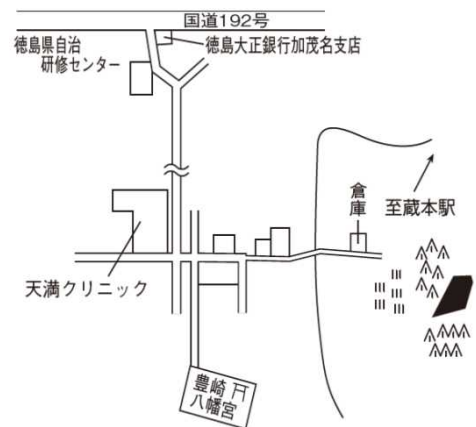 国道192号
徳島県自治
研修センター
徳島大正銀行加茂名支店
倉庫
至蔵本駅
天満クリニック
豊崎
八幡宮